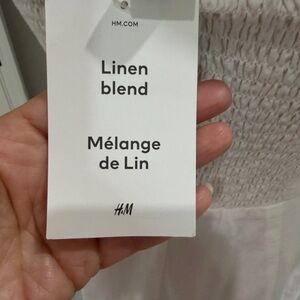 HM.COM
Linen
blend
Mélange
de Lin
H&M